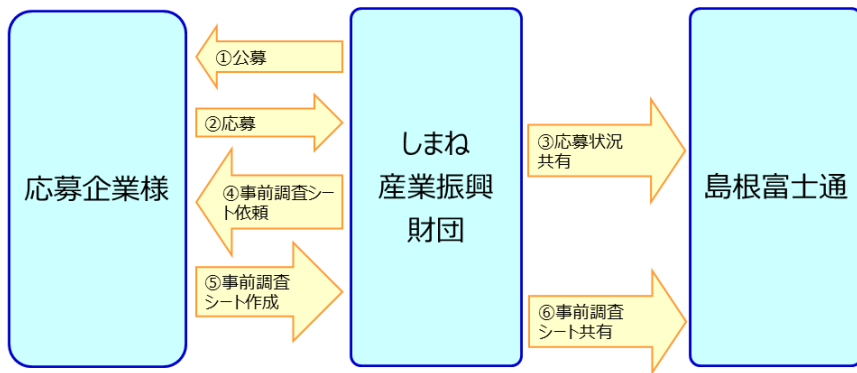 ①公募
②応募
応募企業様
④事前調査シー
ト依頼
⑤事前調査
シート作成
しまね
産業振興
財団
③応募状況
共有
⑥事前調査
シート共有
島根富士通